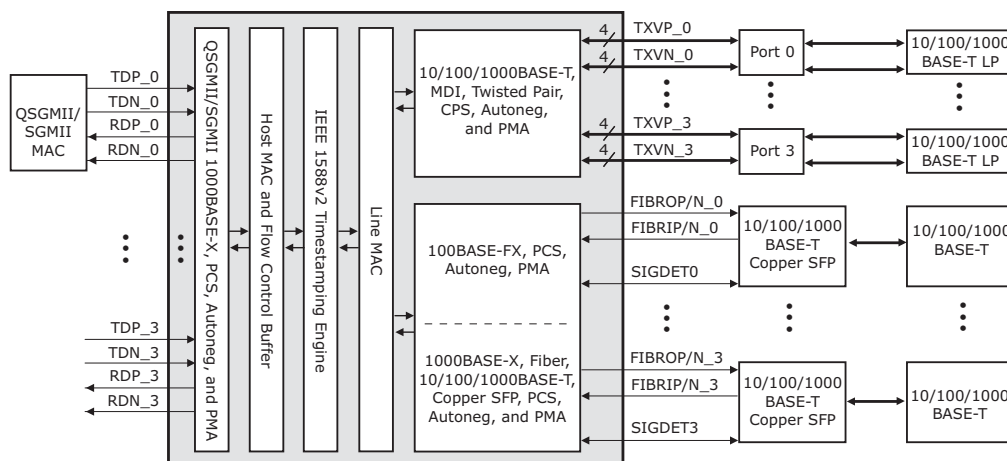 QSGMII/
SGMII
MAC
TDP_0
TDN_0
RDP_0
RDN_0
TDP_3
TDN_3
RDP_3
RDN_3
QSGMII/SGMII 1000BASE-X, PCS, Autoneg, and PMA
Host MAC and Flow Control Buffer
IEEE 1588v2 Timestamping Engine
Line MAC
10/100/1000BASE-T,
MDI, Twisted Pair,
CPS, Autoneg,
and PMA
100BASE-FX, PCS,
Autoneg, PMA
1000BASE-X, Fiber,
10/100/1000BASE-T,
Copper SFP, PCS,
Autoneg, and PMA
4 TXVP_0
4 TXVN_0
4 TXVP_3
4 TXVN_3
Port 0
Port 3
10/100/1000
BASE-T LP
10/100/1000
BASE-T LP
FIBROP/N_0
FIBRIP/N_0
SIGDET0
10/100/1000
BASE-T
Copper SFP
10/100/1000
BASE-T
FIBROP/N_3
FIBRIP/N_3
SIGDET3
10/100/1000
BASE-T
Copper SFP
10/100/1000
BASE-T